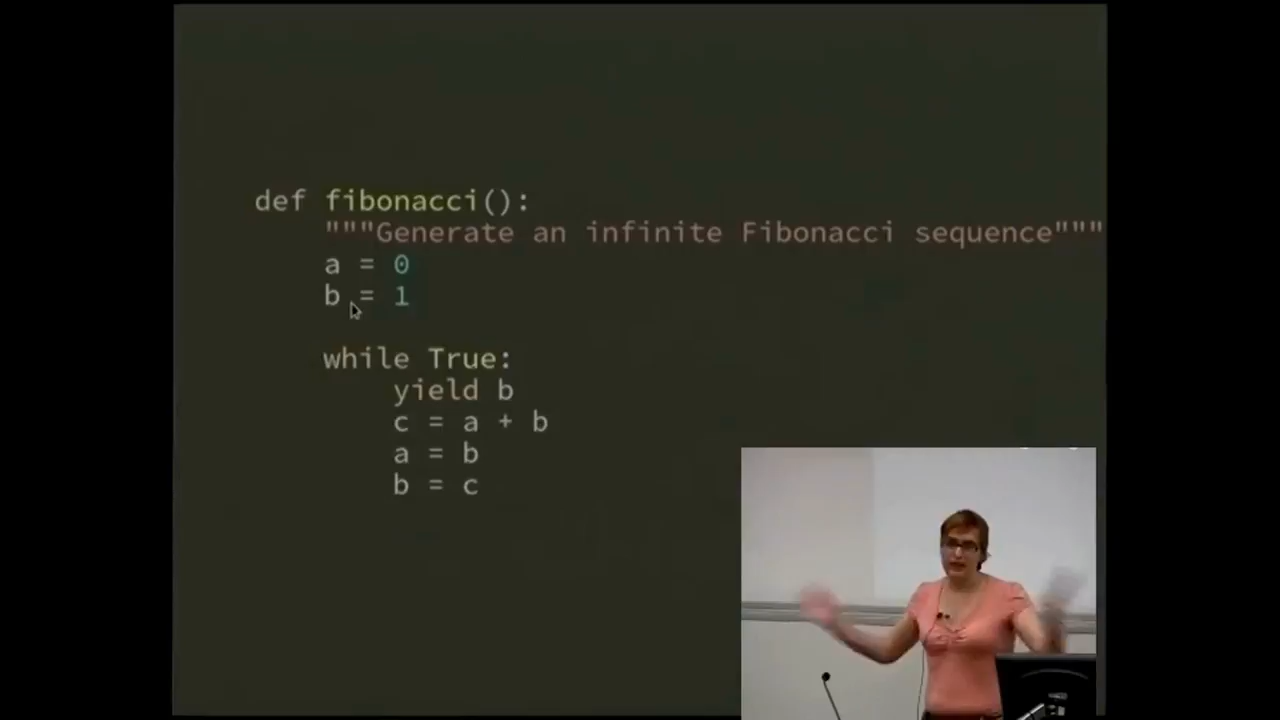 def fibonacci():
"""Generate an infinite Fibonacci sequence"""
a = 0
b = 1
while True:
yield b
c = a + b
a = b
b = c